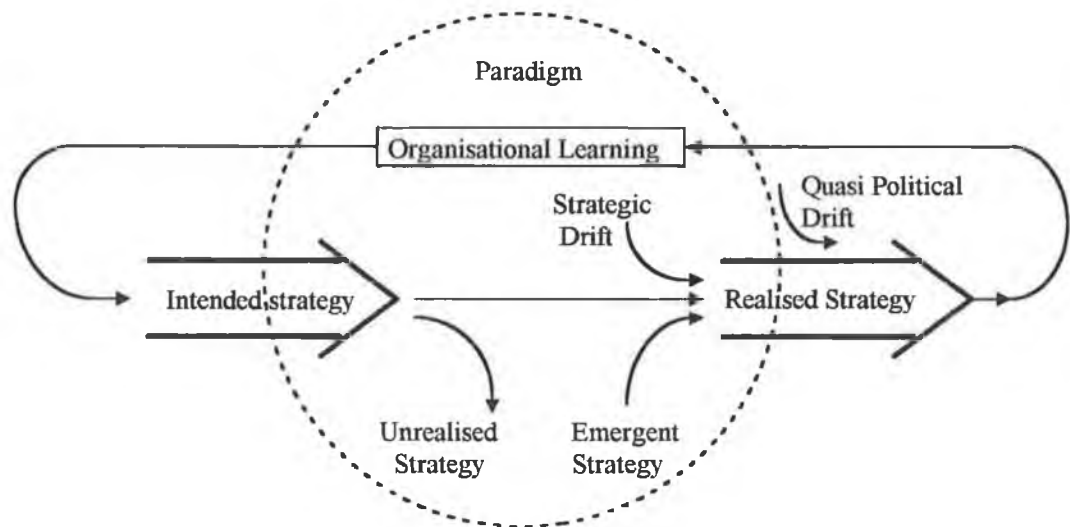 Paradigm
Organisational Learning
Quasi Political
Drift
Strategic
Drift
Intended strategy
Realised Strategy
Unrealised
Strategy
Emergent
Strategy